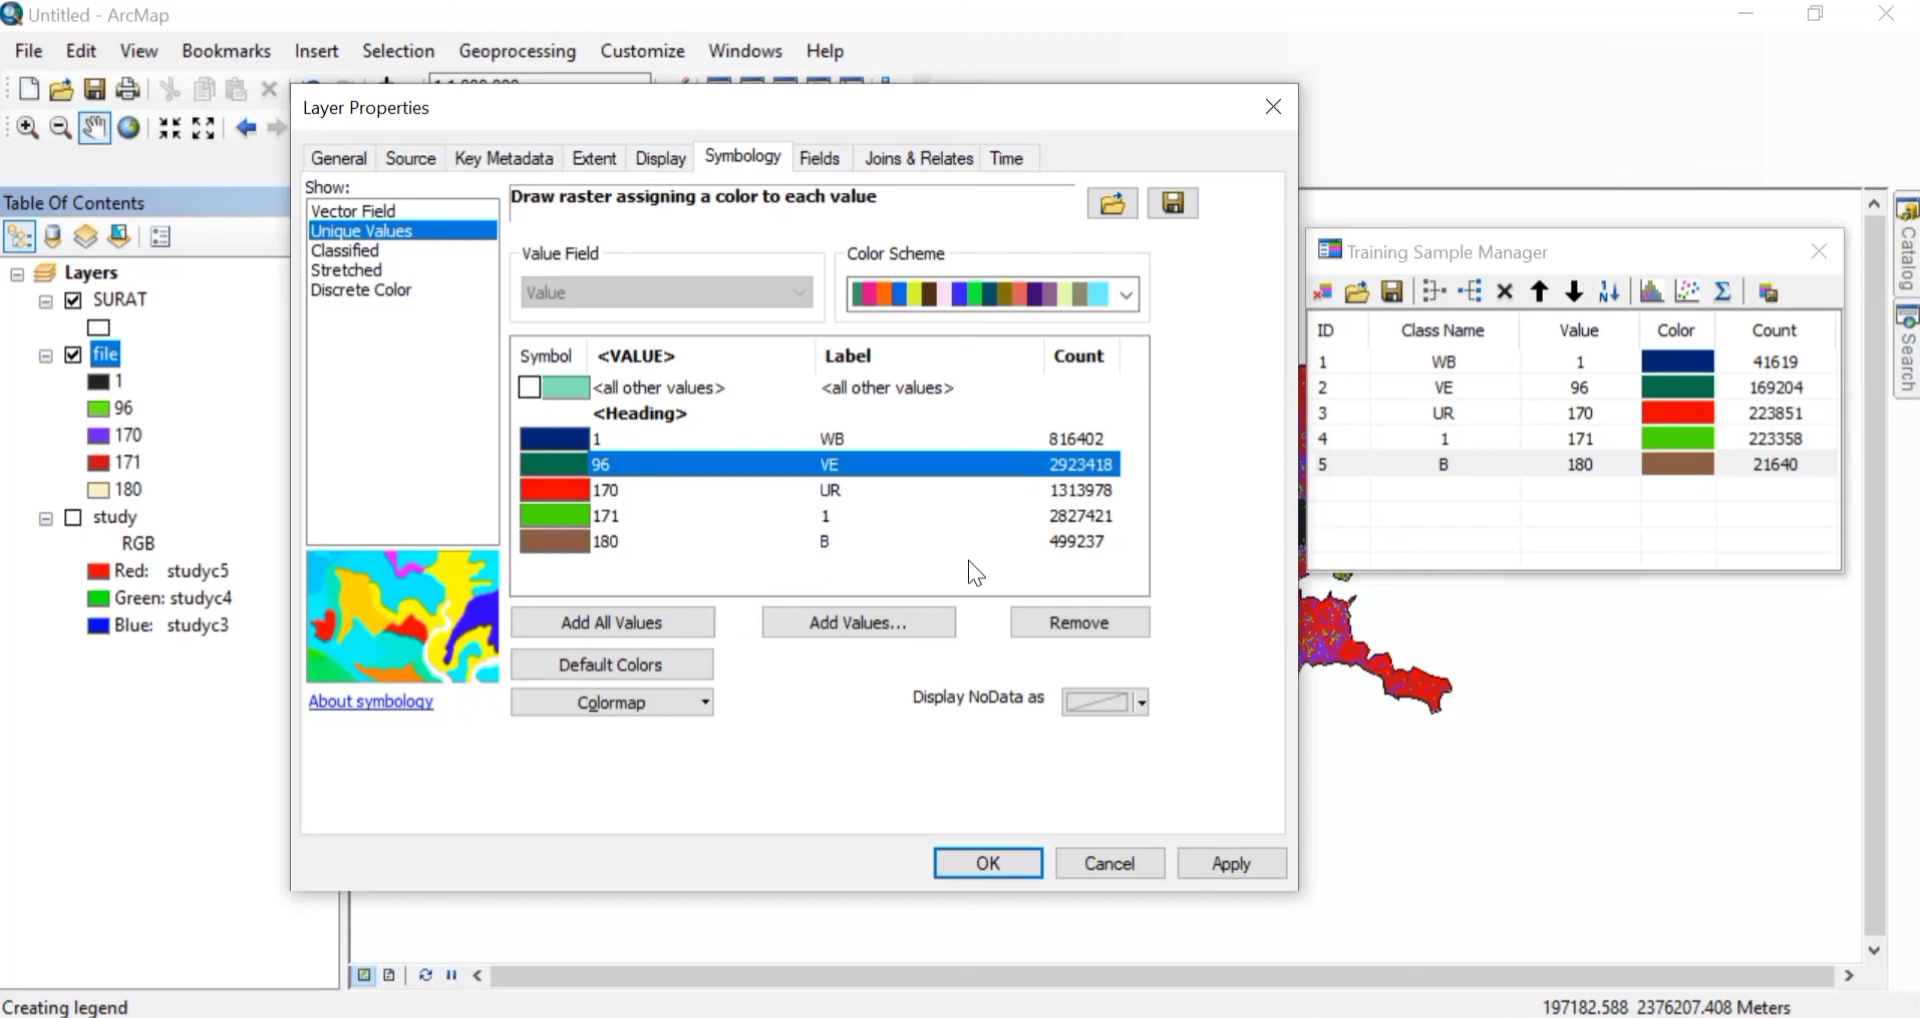 Untitled - ArcMap
File Edit View Bookmarks Insert Selection Geoprocessing Customize Windows Help
Layer Properties
General Source Key Metadata Extent Display Symbology Fields Joins & Relates Time
Table Of Contents
Layers
SURAT
file
1
96
170
171
180
study
RGB
Red: studyc5
Green: studyc4
Blue: studyc3
Show:
Vector Field
Unique Values
Classified
Stretched
Discrete Color
About symbology
Draw raster assigning a color to each value
Value Field
Value
Color Scheme
Symbol <VALUE> Label Count
<all other values> <all other values>
<Heading>
1 WB 816402
96 VE 2923418
170 UR 1313978
171 1 2827421
180 B 499237
Add All Values Add Values... Remove
Default Colors
Colormap
Display NoData as
OK Cancel Apply
Training Sample Manager
ID Class Name Value Color Count
1 WB 1 41619
2 VE 96 169204
3 UR 170 223851
4 1 171 223358
5 B 180 21640
Catalog
Search
Creating legend
197182.588 2376207.408 Meters